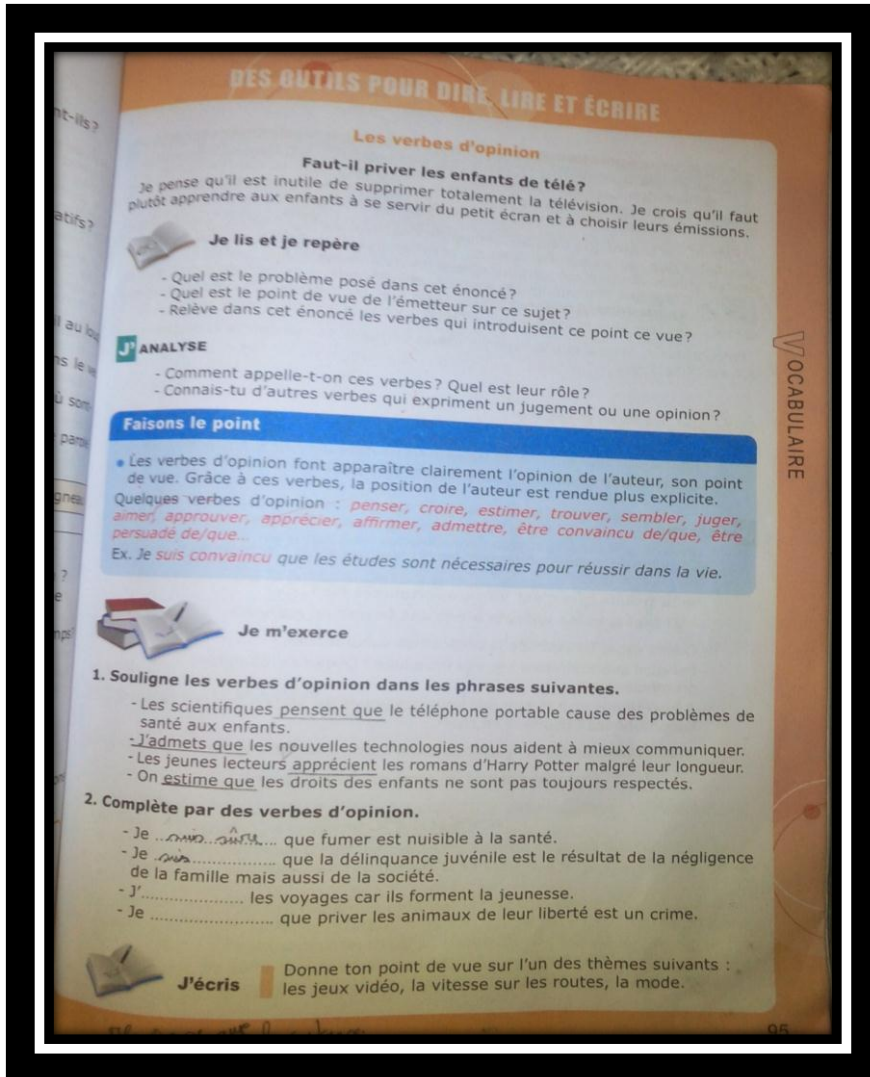 nt-ils?
atifs?
il au
ns le
pa
?
e
DES OUTILS POUR DIRE, LIRE ET ÉCRIRE
Les verbes d'opinion
Faut-il priver les enfants de télé?
Je pense qu'il est inutile de supprimer totalement la télévision. Je crois qu'il faut
plutôt apprendre aux enfants à se servir du petit écran et à choisir leurs émissions.
Je lis et je repère
- Quel est le problème posé dans cet énoncé?
- Quel est le point de vue de l'émetteur sur ce sujet?
- Relève dans cet énoncé les verbes qui introduisent ce point ce vue?
J'ANALYSE
- Comment appelle-t-on ces verbes? Quel est leur rôle?
- Connais-tu d'autres verbes qui expriment un jugement ou une opinion?
Faisons le point
• Les verbes d'opinion font apparaître clairement l'opinion de l'auteur, son point
de vue. Grâce à ces verbes, la position de l'auteur est rendue plus explicite.
Quelques verbes d'opinion : penser, croire, estimer, trouver, sembler, juger,
aimer, approuver, apprécier, affirmer, admettre, être convaincu de/que, être
persuadé de/que...
Ex. Je suis convaincu que les études sont nécessaires pour réussir dans la vie.
VOCABULAIRE
Je m'exerce
1. Souligne les verbes d'opinion dans les phrases suivantes.
- Les scientifiques pensent que le téléphone portable cause des problèmes de
santé aux enfants.
- J'admets que les nouvelles technologies nous aident à mieux communiquer.
- Les jeunes lecteurs apprécient les romans d'Harry Potter malgré leur longueur.
- On estime que les droits des enfants ne sont pas toujours respectés.
2. Complète par des verbes d'opinion.
- Je ..suis sûre.... que fumer est nuisible à la santé.
- Je .suis................ que la délinquance juvénile est le résultat de la négligence
de la famille mais aussi de la société.
- J'.................... les voyages car ils forment la jeunesse.
- Je ........................ que priver les animaux de leur liberté est un crime.
J'écris
Donne ton point de vue sur l'un des thèmes suivants :
les jeux vidéo, la vitesse sur les routes, la mode.
95